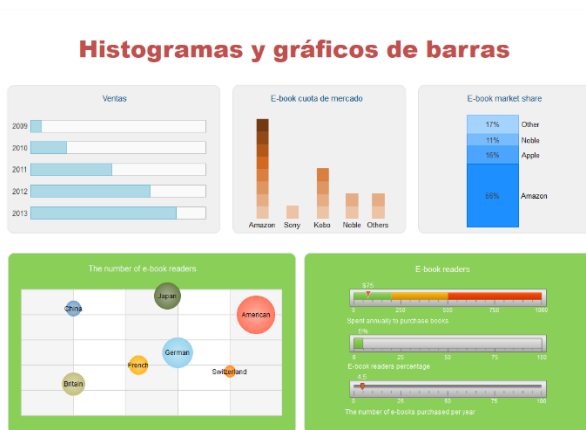 Histogramas y gráficos de barras
Ventas
2009
2010
2011
2012
2013
E-book cuota de mercado
Amazon Sony Kobo Noble Others
E-book market share
17% Other
11% Noble
16% Apple
Amazon
The number of e-book readers
China
Japan
American
German
French
Switzerland
Britain
E-book readers
$75
0 250 500 750 1000
Spent annually to purchase books
5%
0 25 50 75 100
E-book readers percentage
4.5
0 25 50 75 100
The number of e-books purchased per year